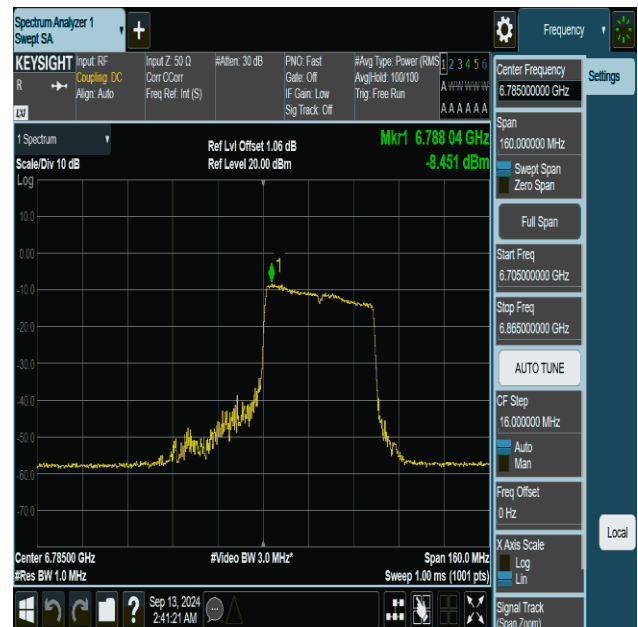 Spectrum Analyzer 1
Swept SA
+
Frequency
KEYSIGHT
R
LXI
Input: RF
Coupling: DC
Align: Auto
Input Z: 50 Ω
Corr CCorr
Freq Ref: Int (S)
#Atten: 30 dB
PNO: Fast
Gate: Off
IF Gain: Low
Sig Track: Off
#Avg Type: Power (RMS
Avg|Hold: 100/100
Trig: Free Run
1 2 3 4 5 6
A W W W W W
A A A A A A
1 Spectrum
Scale/Div 10 dB
Log
Ref Lvl Offset 1.06 dB
Ref Level 20.00 dBm
Mkr1 6.788 04 GHz
-8.451 dBm
10.0
0.00
-10.0
-20.0
-30.0
-40.0
-50.0
-60.0
-70.0
1
Center 6.78500 GHz
#Res BW 1.0 MHz
#Video BW 3.0 MHz*
Span 160.0 MHz
Sweep 1.00 ms (1001 pts)
Center Frequency
6.785000000 GHz
Span
160.000000 MHz
Swept Span
Zero Span
Full Span
Start Freq
6.705000000 GHz
Stop Freq
6.865000000 GHz
AUTO TUNE
CF Step
16.000000 MHz
Auto
Man
Freq Offset
0 Hz
X Axis Scale
Log
Lin
Signal Track
(Span Zoom)
Settings
Local
?
Sep 13, 2024
2:41:21 AM